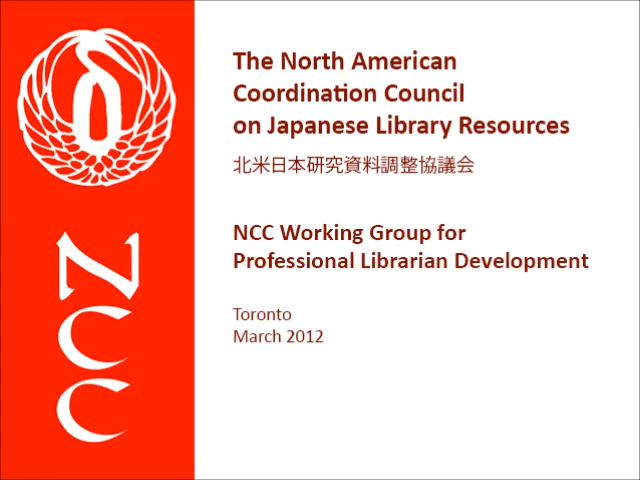 The North American
Coordination Council
on Japanese Library Resources
北米日本研究資料調整協議会
NCC Working Group for
Professional Librarian Development
Toronto
March 2012
NCC